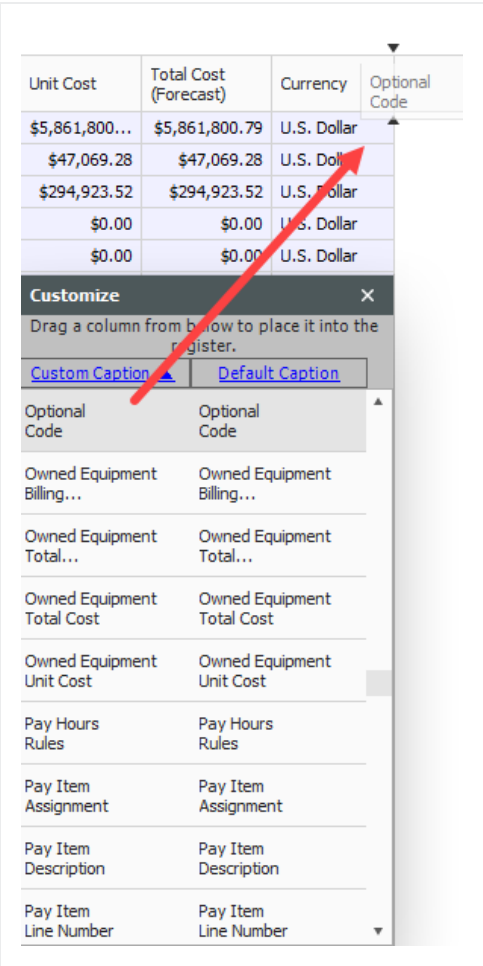 Unit Cost Total Cost (Forecast) Currency Optional Code
$5,861,800... $5,861,800.79 U.S. Dollar
$47,069.28 $47,069.28 U.S. Dollar
$294,923.52 $294,923.52 U.S. Dollar
$0.00 $0.00 U.S. Dollar
$0.00 $0.00 U.S. Dollar
Customize
Drag a column from below to place it into the
register.
Custom Caption Default Caption
Optional Optional
Code Code
Owned Equipment Owned Equipment
Billing... Billing...
Owned Equipment Owned Equipment
Total... Total...
Owned Equipment Owned Equipment
Total Cost Total Cost
Owned Equipment Owned Equipment
Unit Cost Unit Cost
Pay Hours Pay Hours
Rules Rules
Pay Item Pay Item
Assignment Assignment
Pay Item Pay Item
Description Description
Pay Item Pay Item
Line Number Line Number